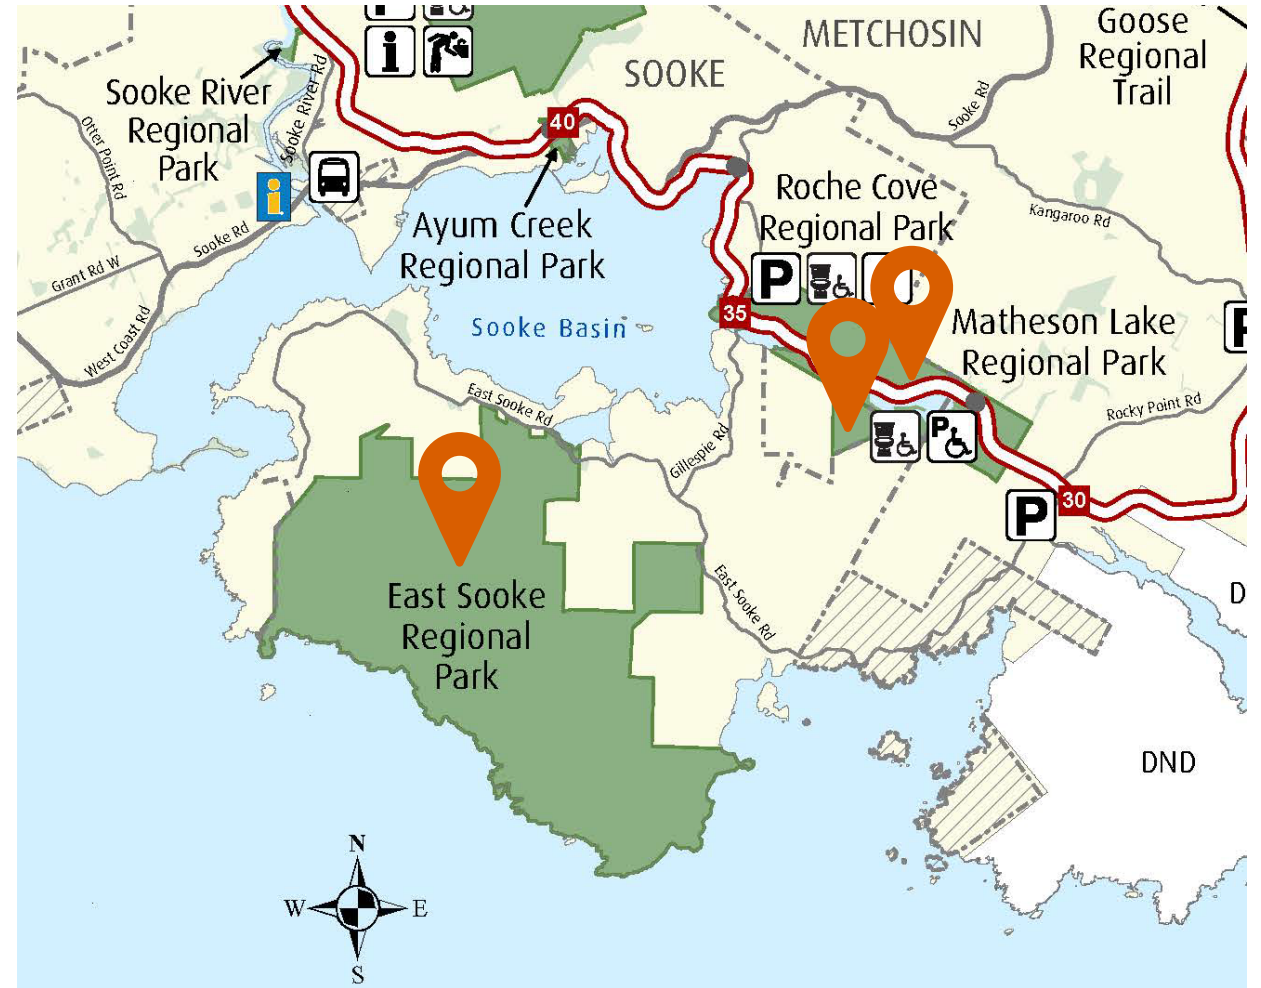 METCHOSIN
Goose
Regional
Trail
SOOKE
Sooke Rd
Sooke River
Regional
Park
Sooke River Rd
Otter Point Rd
40
i
Ayum Creek
Regional Park
Roche Cove
Regional Park
Kangaroo Rd
Sooke Rd
Grant Rd W
West Coast Rd
i
P
35
Sooke Basin
Matheson Lake
Regional Park
Rocky Point Rd
East Sooke Rd
Gillespie Rd
P
30
P
East Sooke
Regional
Park
East Sooke Rd
D
DND
N
W
E
S